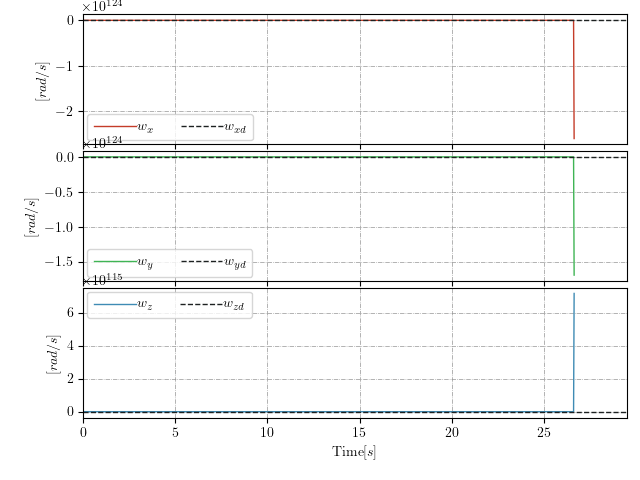 ×10^124
0
−1
−2
[rad/s]
w_x w_xd
×10^124
0.0
−0.5
−1.0
−1.5
[rad/s]
w_y w_yd
×10^115
w_z w_zd
6
4
2
0
[rad/s]
0 5 10 15 20 25
Time[s]